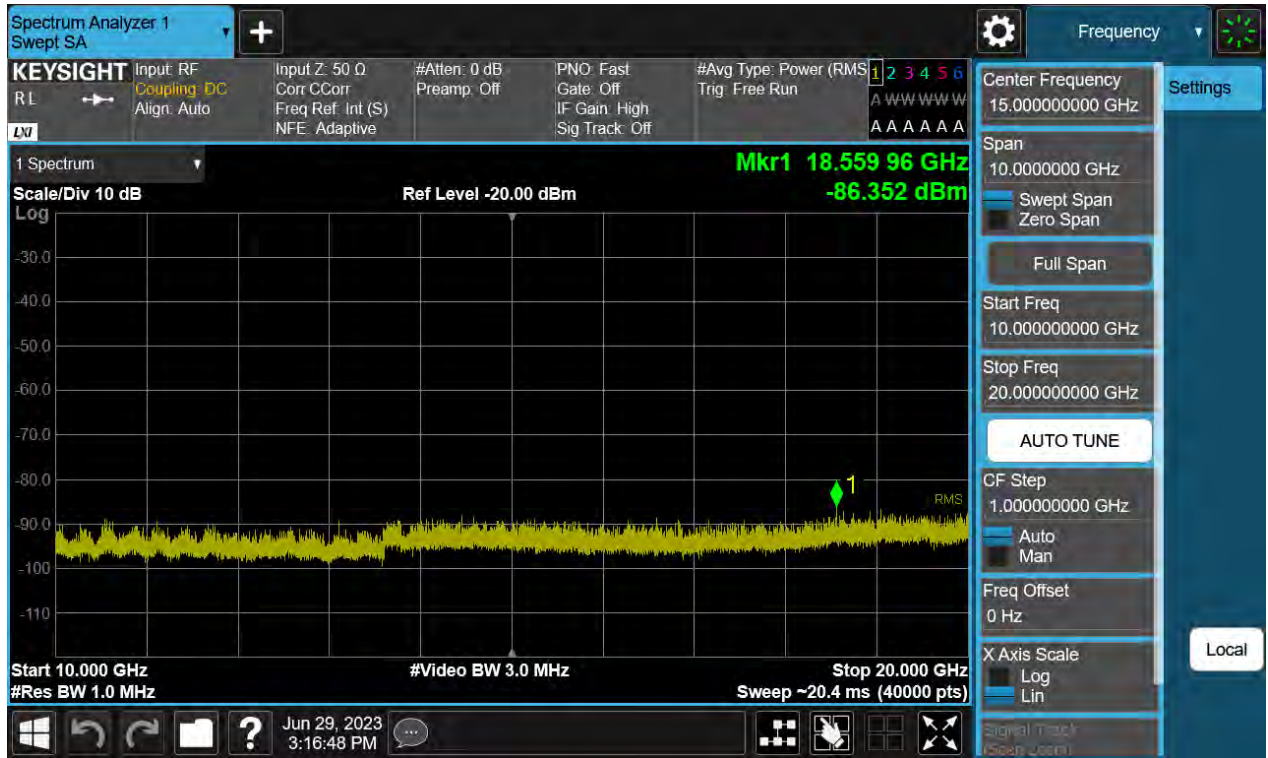 Spectrum Analyzer 1
Swept SA
+
Frequency
KEYSIGHT
RL
LXI
Input: RF
Coupling: DC
Align: Auto
Input Z: 50 Ω
Corr CCorr
Freq Ref: Int (S)
NFE: Adaptive
#Atten: 0 dB
Preamp: Off
PNO: Fast
Gate: Off
IF Gain: High
Sig Track: Off
#Avg Type: Power (RMS
Trig: Free Run
1 2 3 4 5 6
A W W W W W
A A A A A A
1 Spectrum
Scale/Div 10 dB
Log
Ref Level -20.00 dBm
Mkr1 18.559 96 GHz
-86.352 dBm
-30.0
-40.0
-50.0
-60.0
-70.0
-80.0
-90.0
-100
-110
1
RMS
Start 10.000 GHz
#Res BW 1.0 MHz
#Video BW 3.0 MHz
Stop 20.000 GHz
Sweep ~20.4 ms (40000 pts)
Center Frequency
15.000000000 GHz
Span
10.0000000 GHz
Swept Span
Zero Span
Full Span
Start Freq
10.000000000 GHz
Stop Freq
20.000000000 GHz
AUTO TUNE
CF Step
1.000000000 GHz
Auto
Man
Freq Offset
0 Hz
X Axis Scale
Log
Lin
Signal Track
(Span Zoom)
Settings
Local
?
Jun 29, 2023
3:16:48 PM